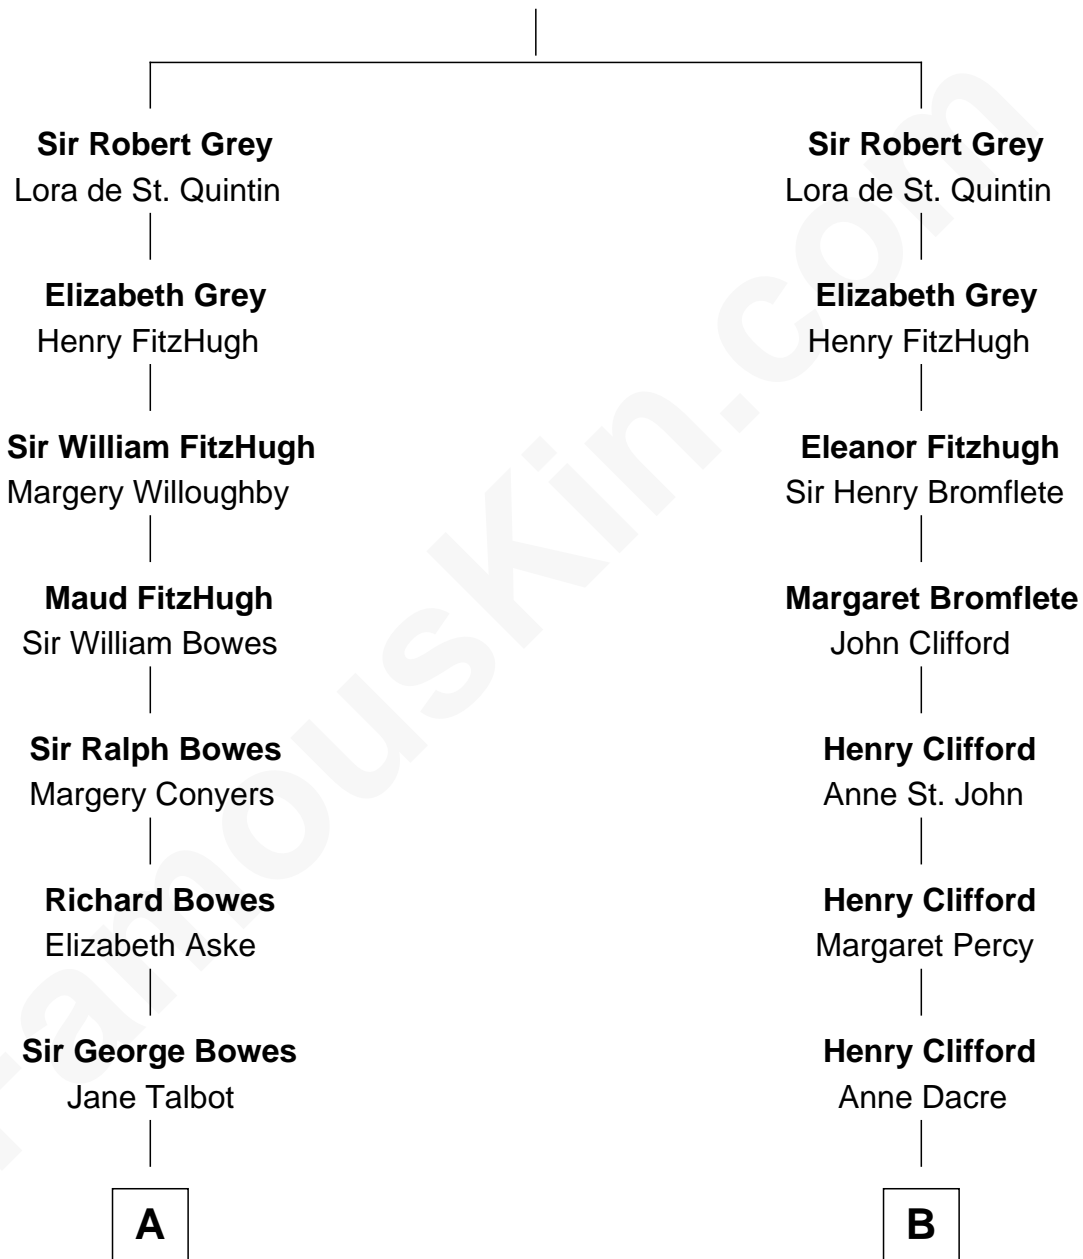 Sir Robert Grey
Lora de St. Quintin
Elizabeth Grey
Henry FitzHugh
Sir William FitzHugh
Margery Willoughby
Maud FitzHugh
Sir William Bowes
Sir Ralph Bowes
Margery Conyers
Richard Bowes
Elizabeth Aske
Sir George Bowes
Jane Talbot
A
Sir Robert Grey
Lora de St. Quintin
Elizabeth Grey
Henry FitzHugh
Eleanor Fitzhugh
Sir Henry Bromflete
Margaret Bromflete
John Clifford
Henry Clifford
Anne St. John
Henry Clifford
Margaret Percy
Henry Clifford
Anne Dacre
B
FamousKin.com